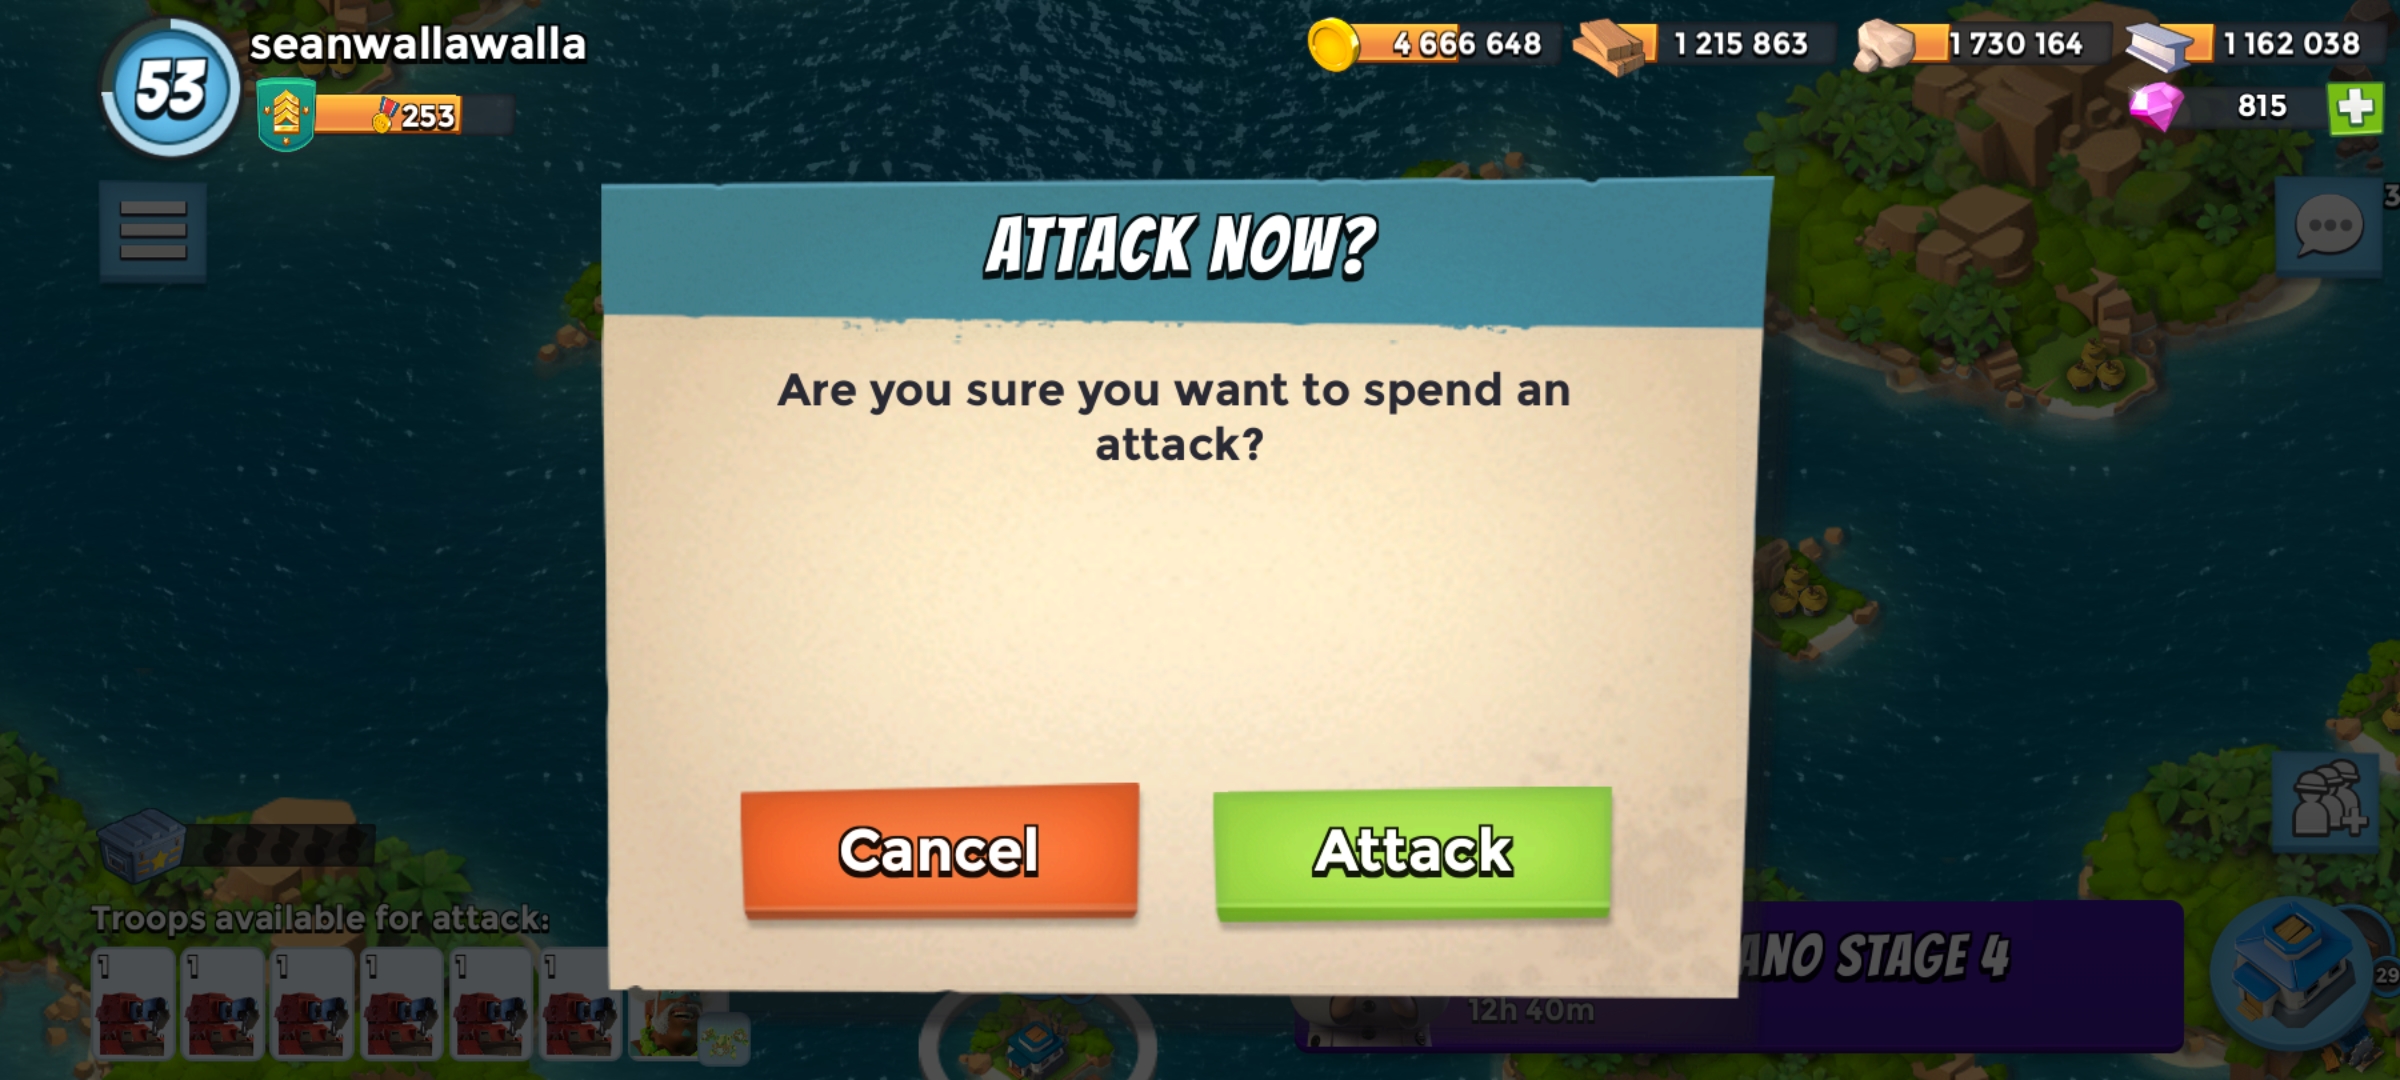 53
seanwallawalla
253
4 666 648
1 215 863
1 730 164
1 162 038
815
3
ATTACK NOW?
Are you sure you want to spend an
attack?
Cancel
Attack
Troops available for attack:
1 1 1 1 1 1
ANO STAGE 4
12h 40m
29